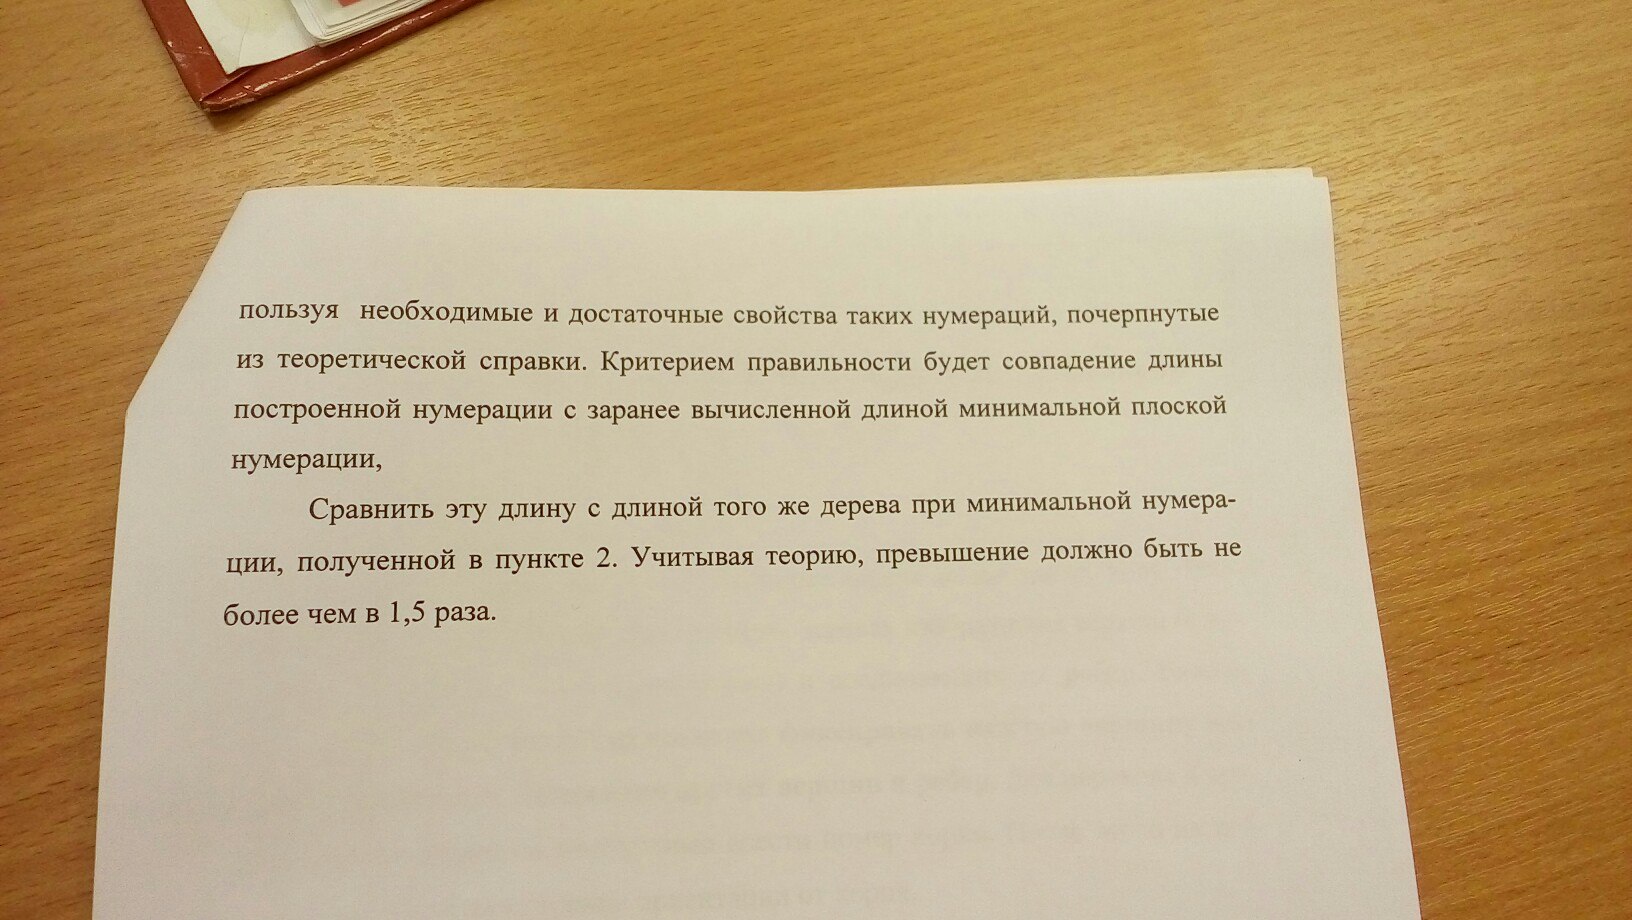 пользуя необходимые и достаточные свойства таких нумераций, почерпнутые
из теоретической справки. Критерием правильности будет совпадение длины
построенной нумерации с заранее вычисленной длиной минимальной плоской
нумерации,
Сравнить эту длину с длиной того же дерева при минимальной нумера-
ции, полученной в пункте 2. Учитывая теорию, превышение должно быть не
более чем в 1,5 раза.